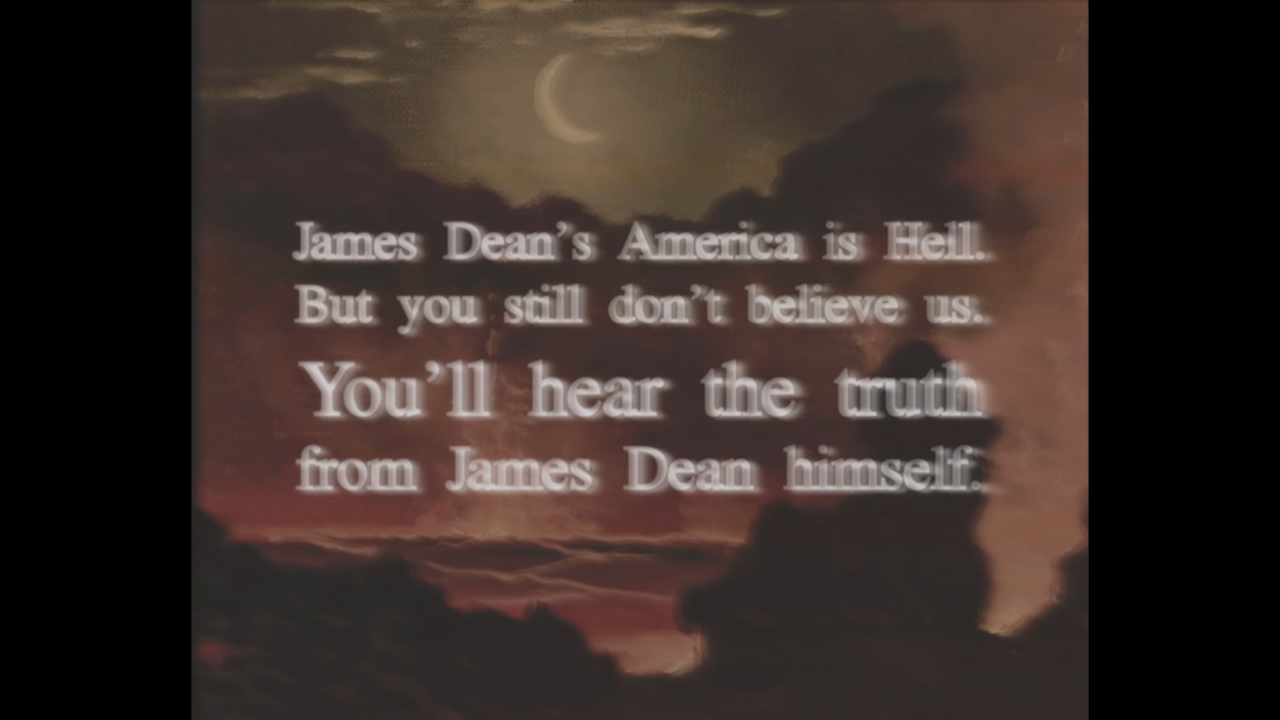 James Dean’s America is Hell.
But you still don’t believe us.
You’ll hear the truth
from James Dean himself.